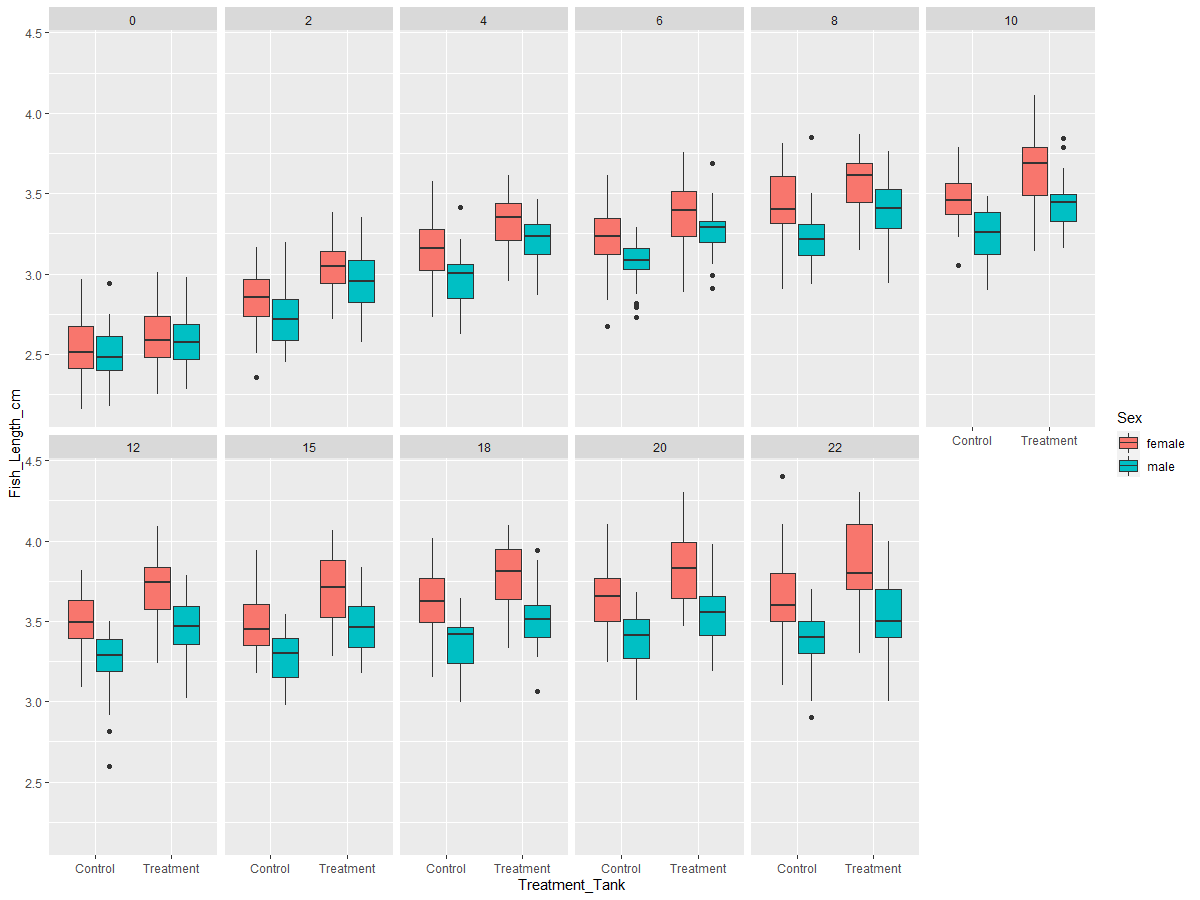 0 2 4 6 8 10
4.5
4.0
3.5
3.0
2.5
Control Treatment
Fish_Length_cm
12 15 18 20 22
4.5
4.0
3.5
3.0
2.5
Control Treatment Control Treatment Control Treatment Control Treatment Control Treatment
Treatment_Tank
Sex
female
male